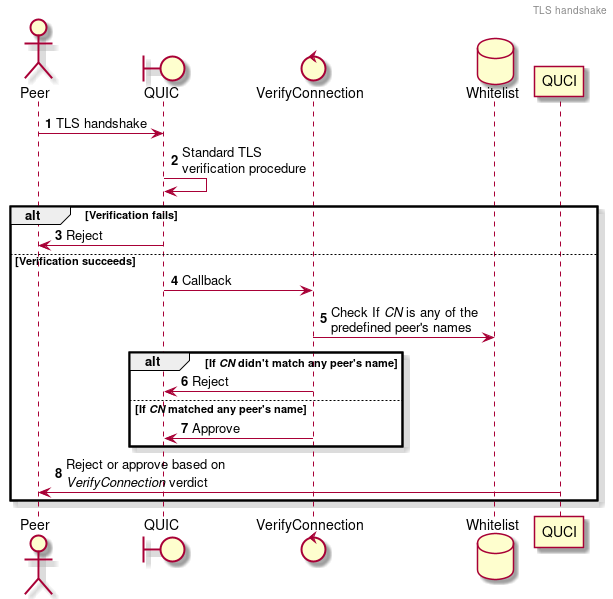 TLS handshake
Peer
QUIC
VerifyConnection
Whitelist
QUCI
1 TLS handshake
2 Standard TLS
verification procedure
alt [Verification fails]
3 Reject
[Verification succeeds]
4 Callback
5 Check If CN is any of the
predefined peer's names
alt [If CN didn't match any peer's name]
6 Reject
[If CN matched any peer's name]
7 Approve
8 Reject or approve based on
VerifyConnection verdict
Peer
QUIC
VerifyConnection
Whitelist
QUCI